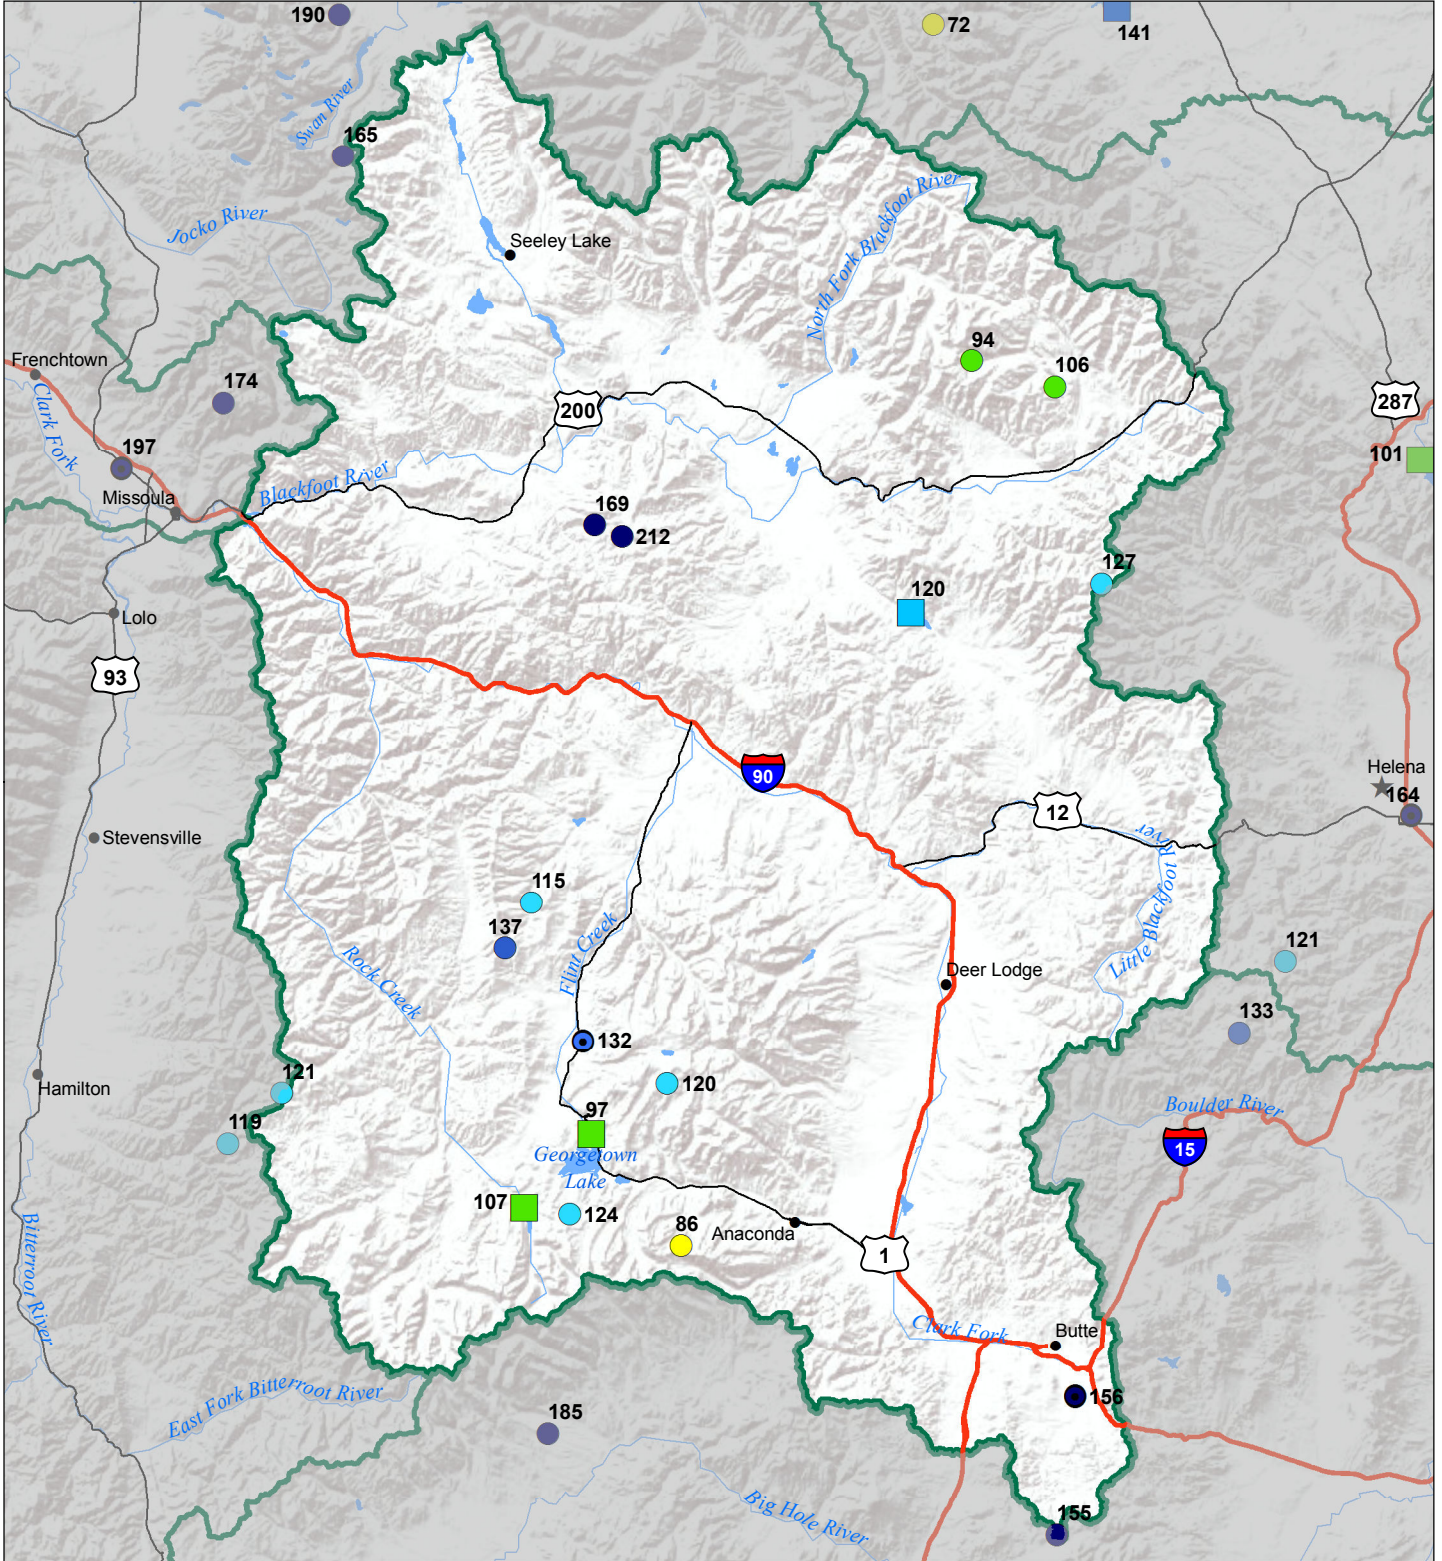 190
72
141
Swan River
165
Jocko River
North Fork Blackfoot River
Seeley Lake
94
106
Frenchtown
174
200
287
Clark Fork
197
101
Blackfoot River
Missoula
169
212
127
120
Lolo
93
90
Helena
164
12
Little Blackfoot River
Stevensville
115
137
Flint Creek
Rock Creek
Deer Lodge
121
133
132
121
120
Hamilton
97
119
Boulder River
15
Georgetown
Lake
107
124
86
Anaconda
1
Bitterroot River
Clark Fork
Butte
156
East Fork Bitterroot River
185
Big Hole River
155